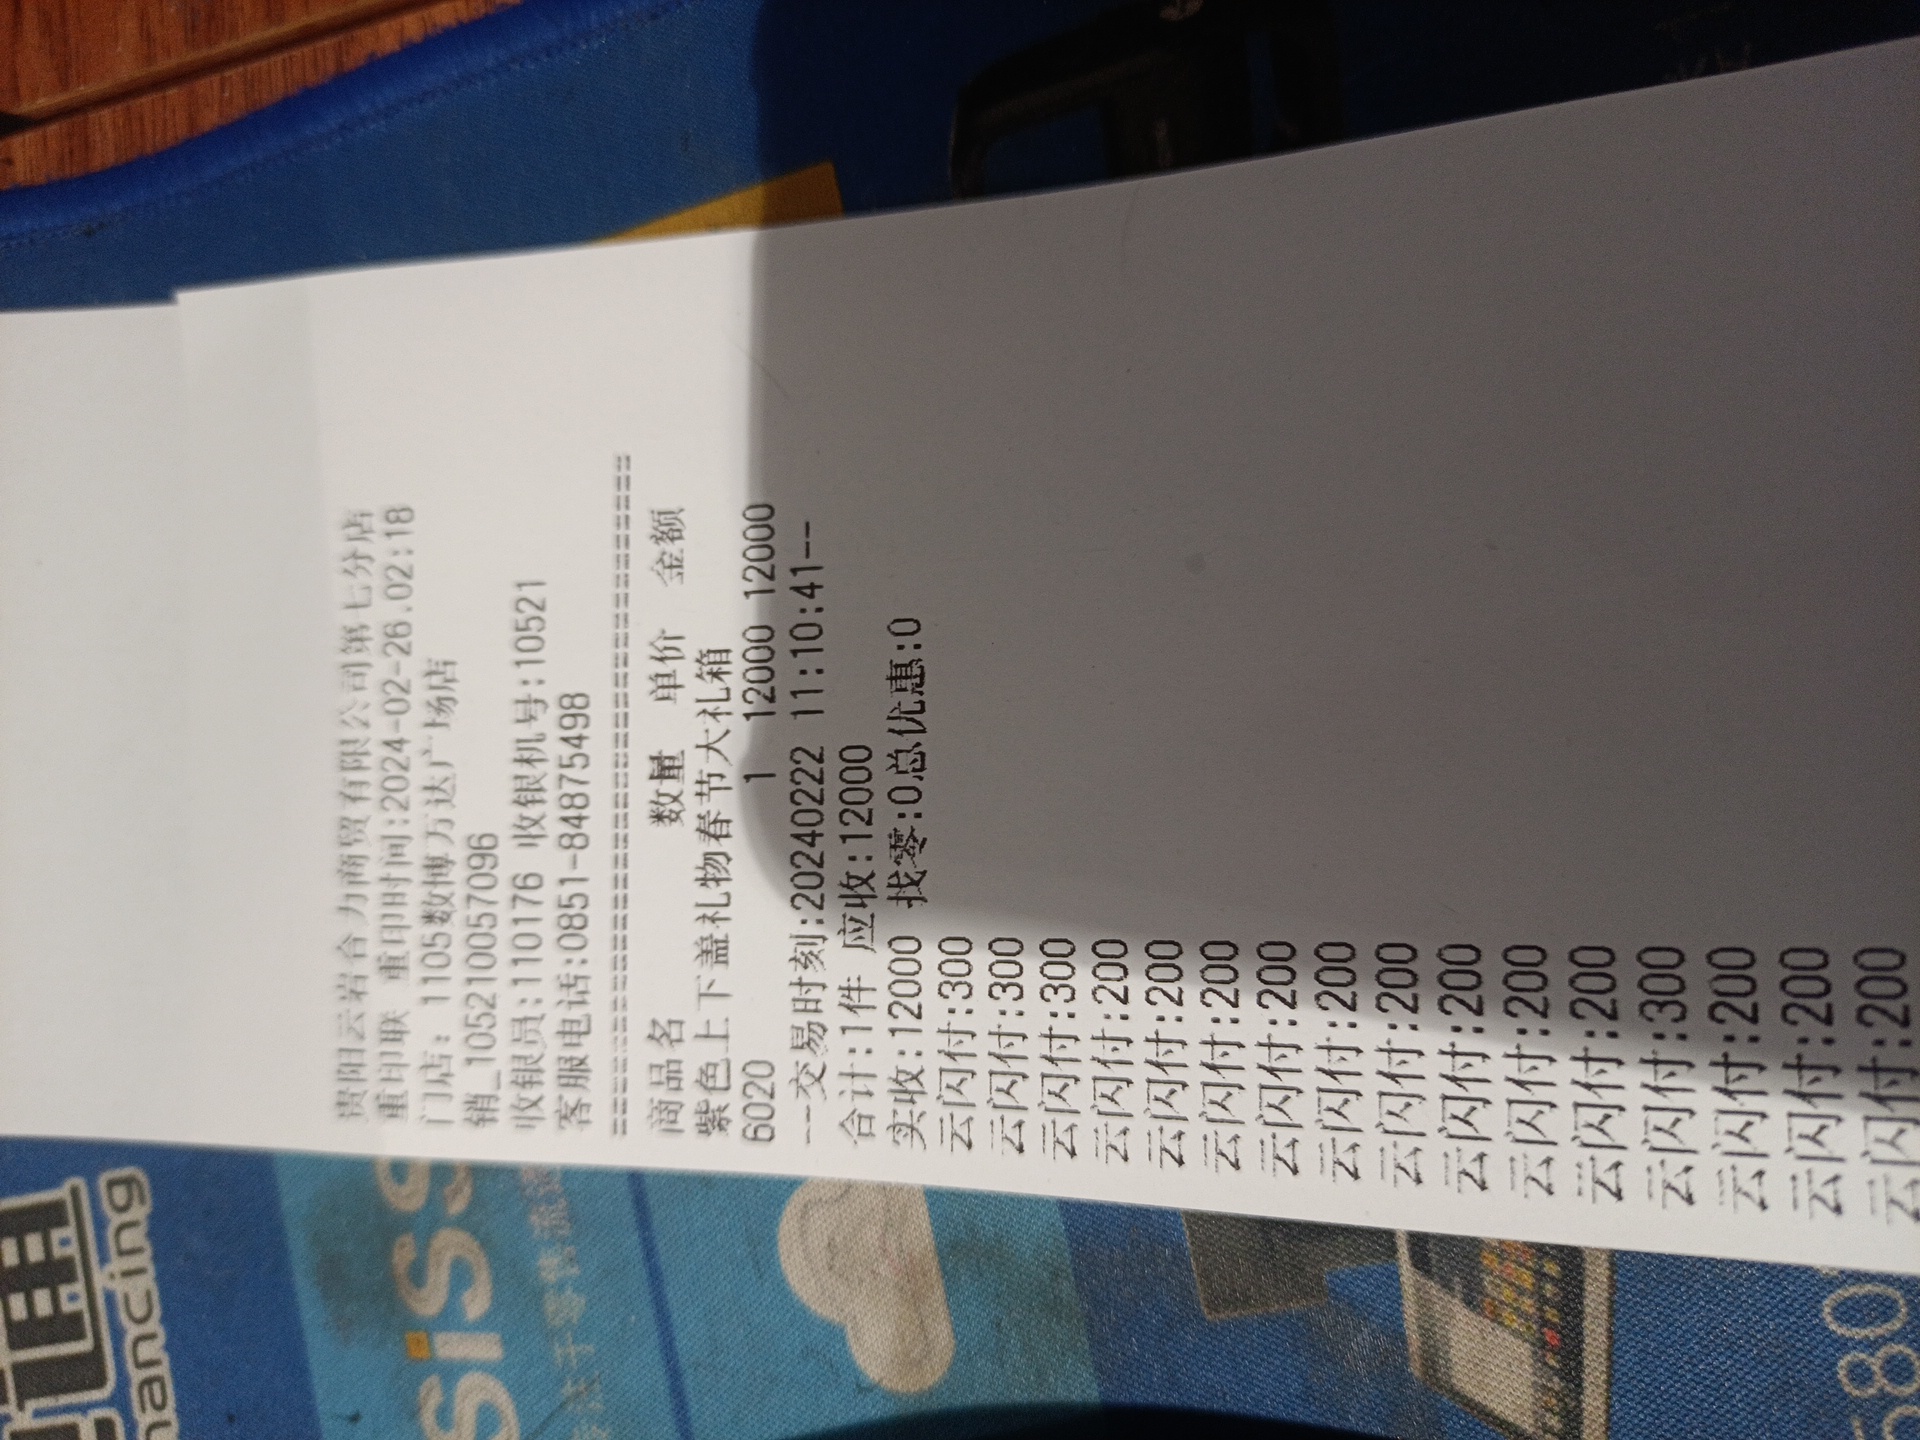 贵阳云岩合力商贸有限公司第七分店
重印联 重印时间:2024-02-26.02:18
门店: 1105数博万达广场店
销_105210057096
收银员:110176 收银机号:10521
客服电话:0851-84875498
================================
商品名 数量 单价 金额
紫色上下盖礼物春节大礼箱
6020 1 12000 12000
--交易时刻:20240222 11:10:41--
合计:1件 应收:12000
实收:12000 找零:0总优惠:0
云闪付:300
云闪付:300
云闪付:300
云闪付:200
云闪付:200
云闪付:200
云闪付:200
云闪付:200
云闪付:200
云闪付:200
云闪付:200
云闪付:200
云闪付:300
云闪付:200
云闪付:200
云闪付:200
ancing
SiSS
580